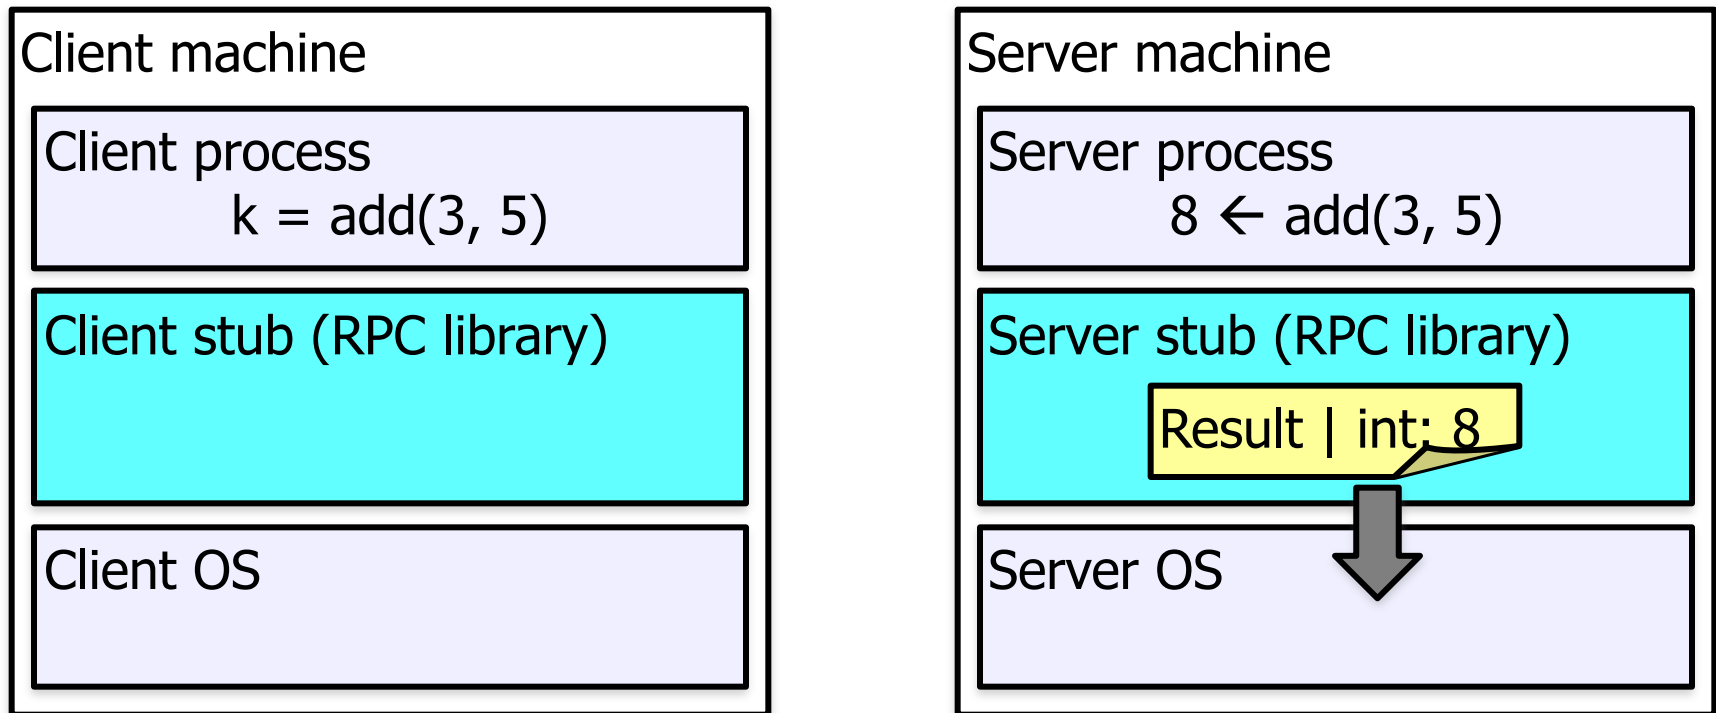 Client machine
Client process
k = add(3, 5)
Client stub (RPC library)
Client OS
Server machine
Server process
8 ← add(3, 5)
Server stub (RPC library)
Result | int: 8
Server OS